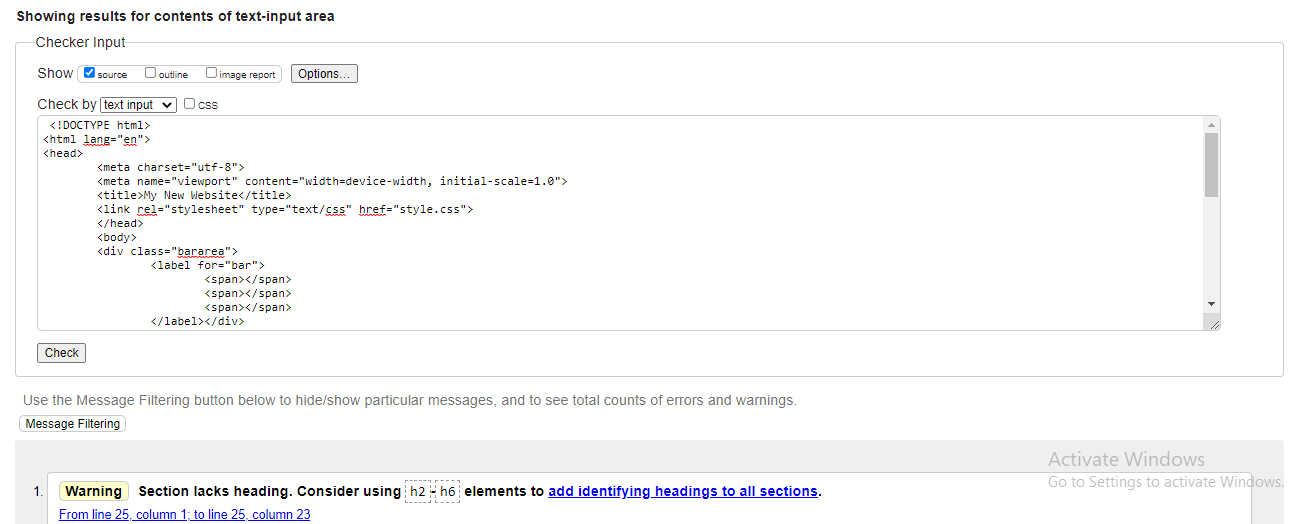 Showing results for contents of text-input area
Checker Input
Show source outline image report Options...
Check by text input css
<!DOCTYPE html>
<html lang="en">
<head>
<meta charset="utf-8">
<meta name="viewport" content="width=device-width, initial-scale=1.0">
<title>My New Website</title>
<link rel="stylesheet" type="text/css" href="style.css">
</head>
<body>
<div class="bararea">
<label for="bar">
<span></span>
<span></span>
<span></span>
</label></div>
Check
Use the Message Filtering button below to hide/show particular messages, and to see total counts of errors and warnings.
Message Filtering
Activate Windows
Go to Settings to activate Windows.
1. Warning Section lacks heading. Consider using h2-h6 elements to add identifying headings to all sections.
From line 25, column 1; to line 25, column 23